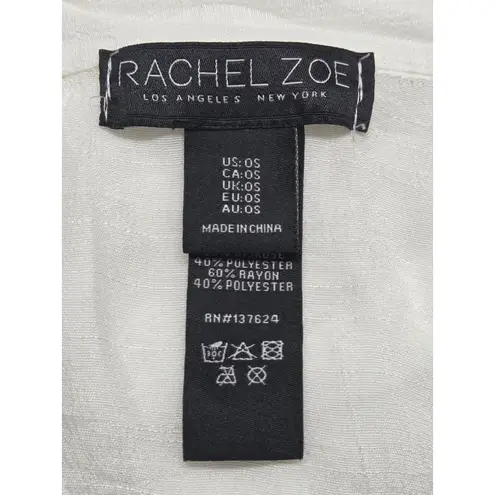 RACHEL ZOE
LOS ANGELES NEW YORK
US:OS
CA:OS
UK:OS
EU:OS
AU:OS
MADE IN CHINA
40% POLYESTER
60% RAYON
40% POLYESTER
RN#137624
30C